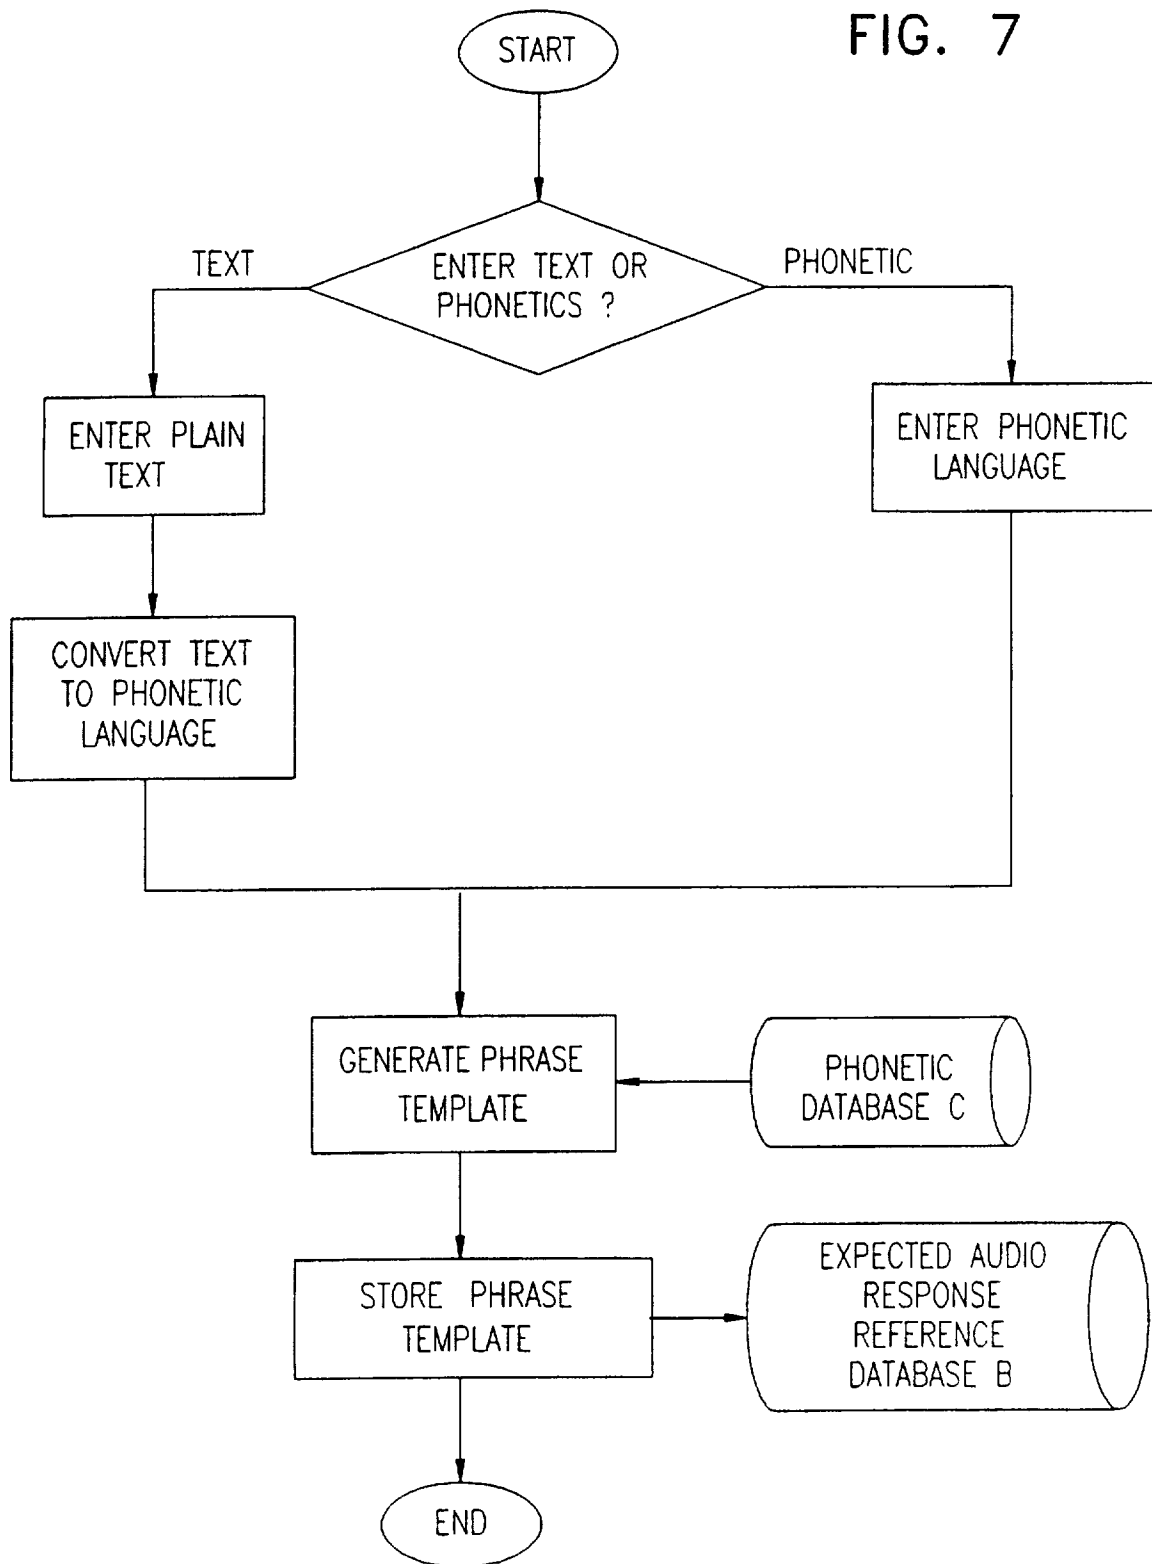 FIG. 7
START
ENTER TEXT OR
PHONETICS ?
TEXT
PHONETIC
ENTER PLAIN
TEXT
ENTER PHONETIC
LANGUAGE
CONVERT TEXT
TO PHONETIC
LANGUAGE
GENERATE PHRASE
TEMPLATE
PHONETIC
DATABASE C
STORE PHRASE
TEMPLATE
EXPECTED AUDIO
RESPONSE
REFERENCE
DATABASE B
END